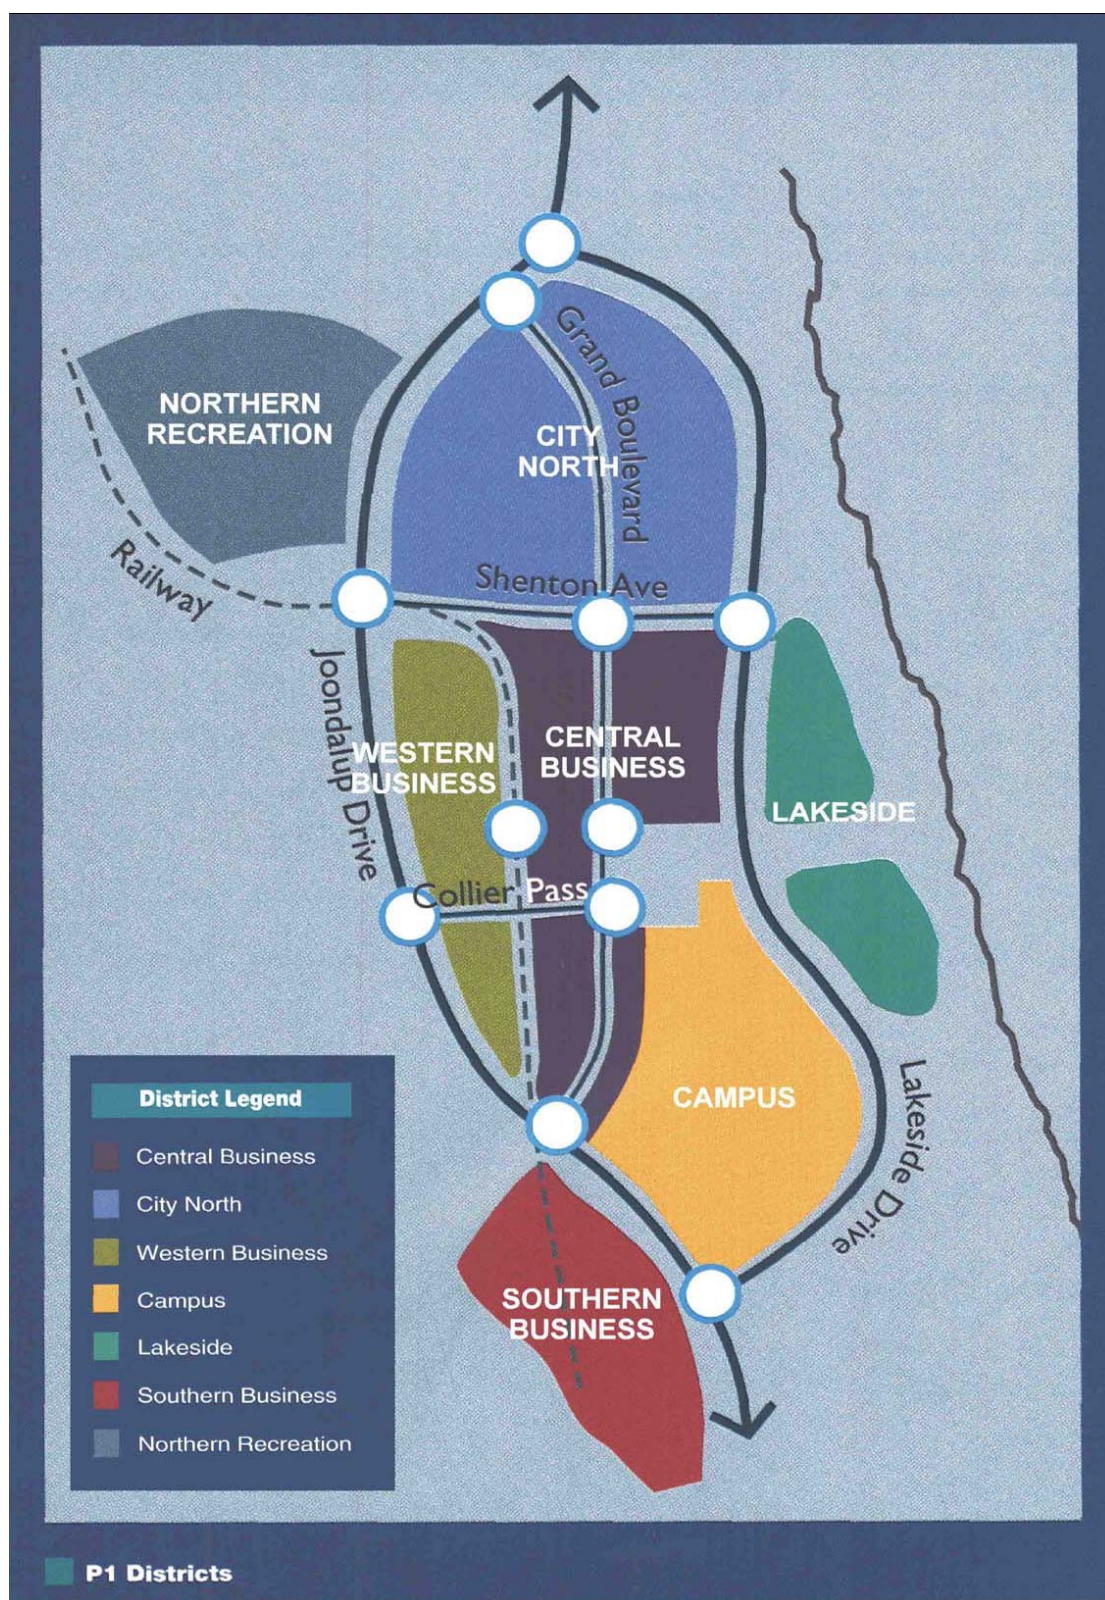 Grand Boulevard
NORTHERN
RECREATION
CITY
NORTH
Railway
Shenton Ave
Joondalup Drive
WESTERN
BUSINESS
CENTRAL
BUSINESS
LAKESIDE
Collier Pass
CAMPUS
Lakeside Drive
SOUTHERN
BUSINESS
District Legend
Central Business
City North
Western Business
Campus
Lakeside
Southern Business
Northern Recreation
P1 Districts